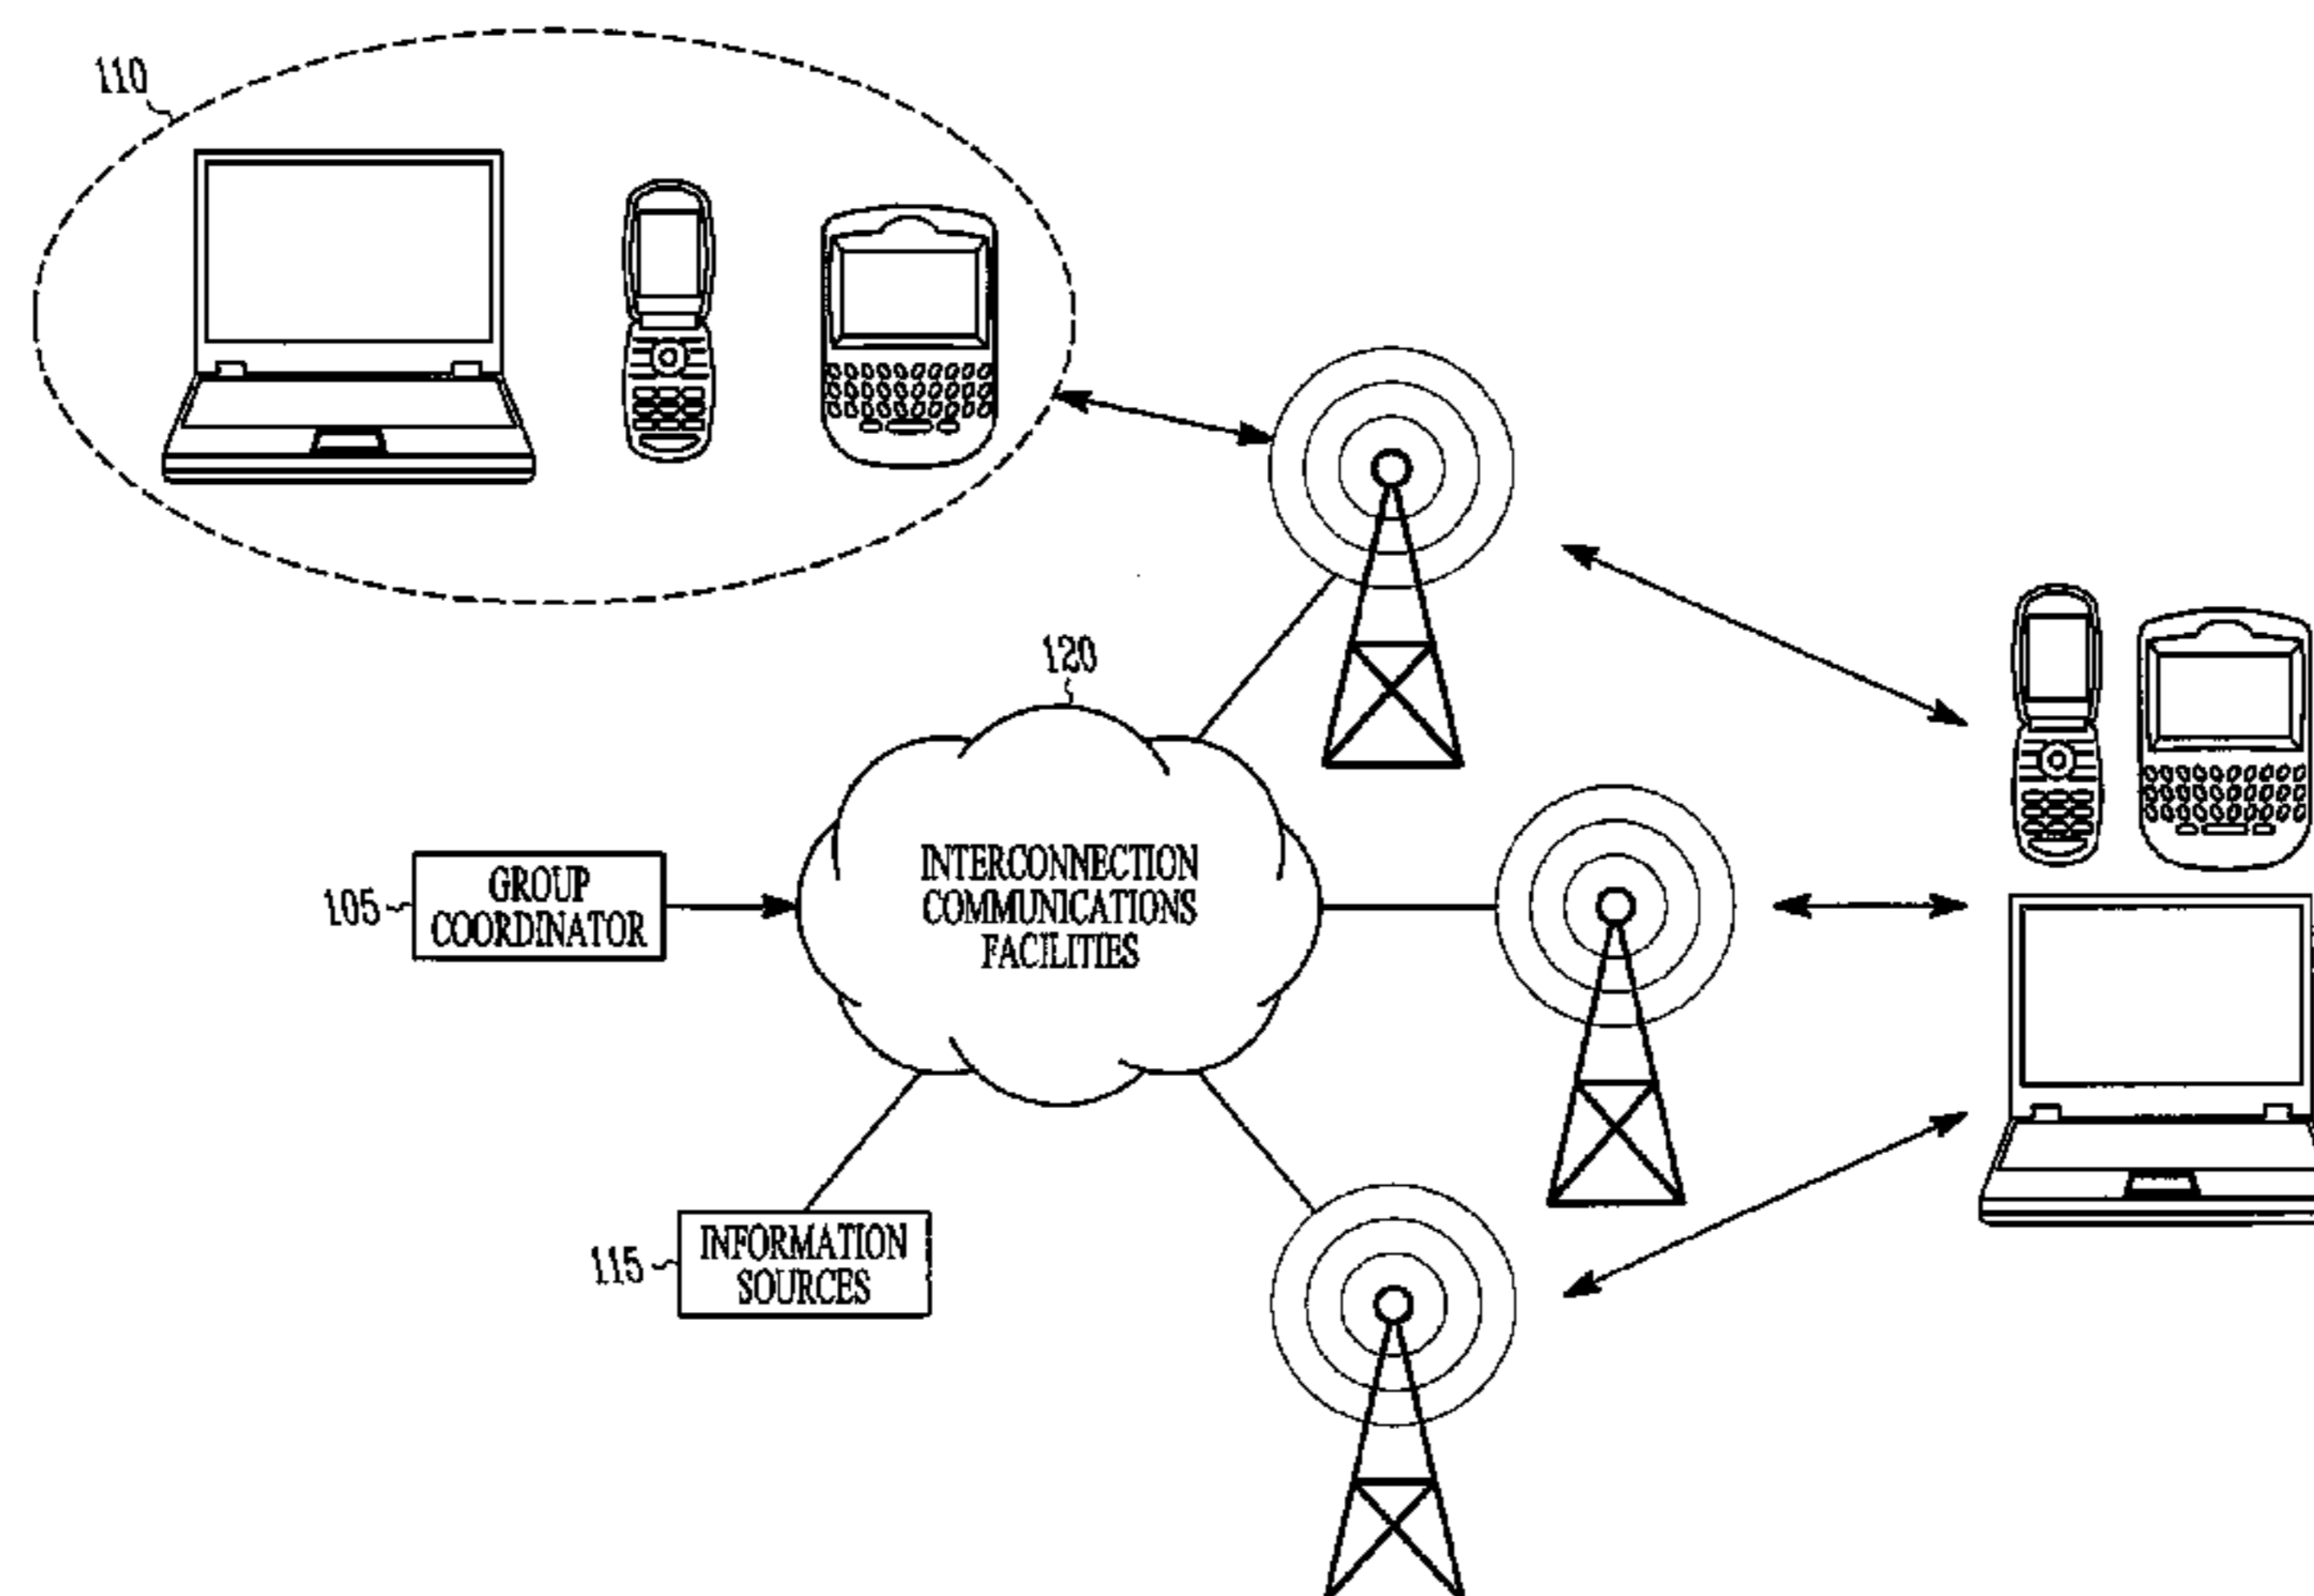 110
120
105
GROUP
COORDINATOR
INTERCONNECTION
COMMUNICATIONS
FACILITIES
115
INFORMATION
SOURCES